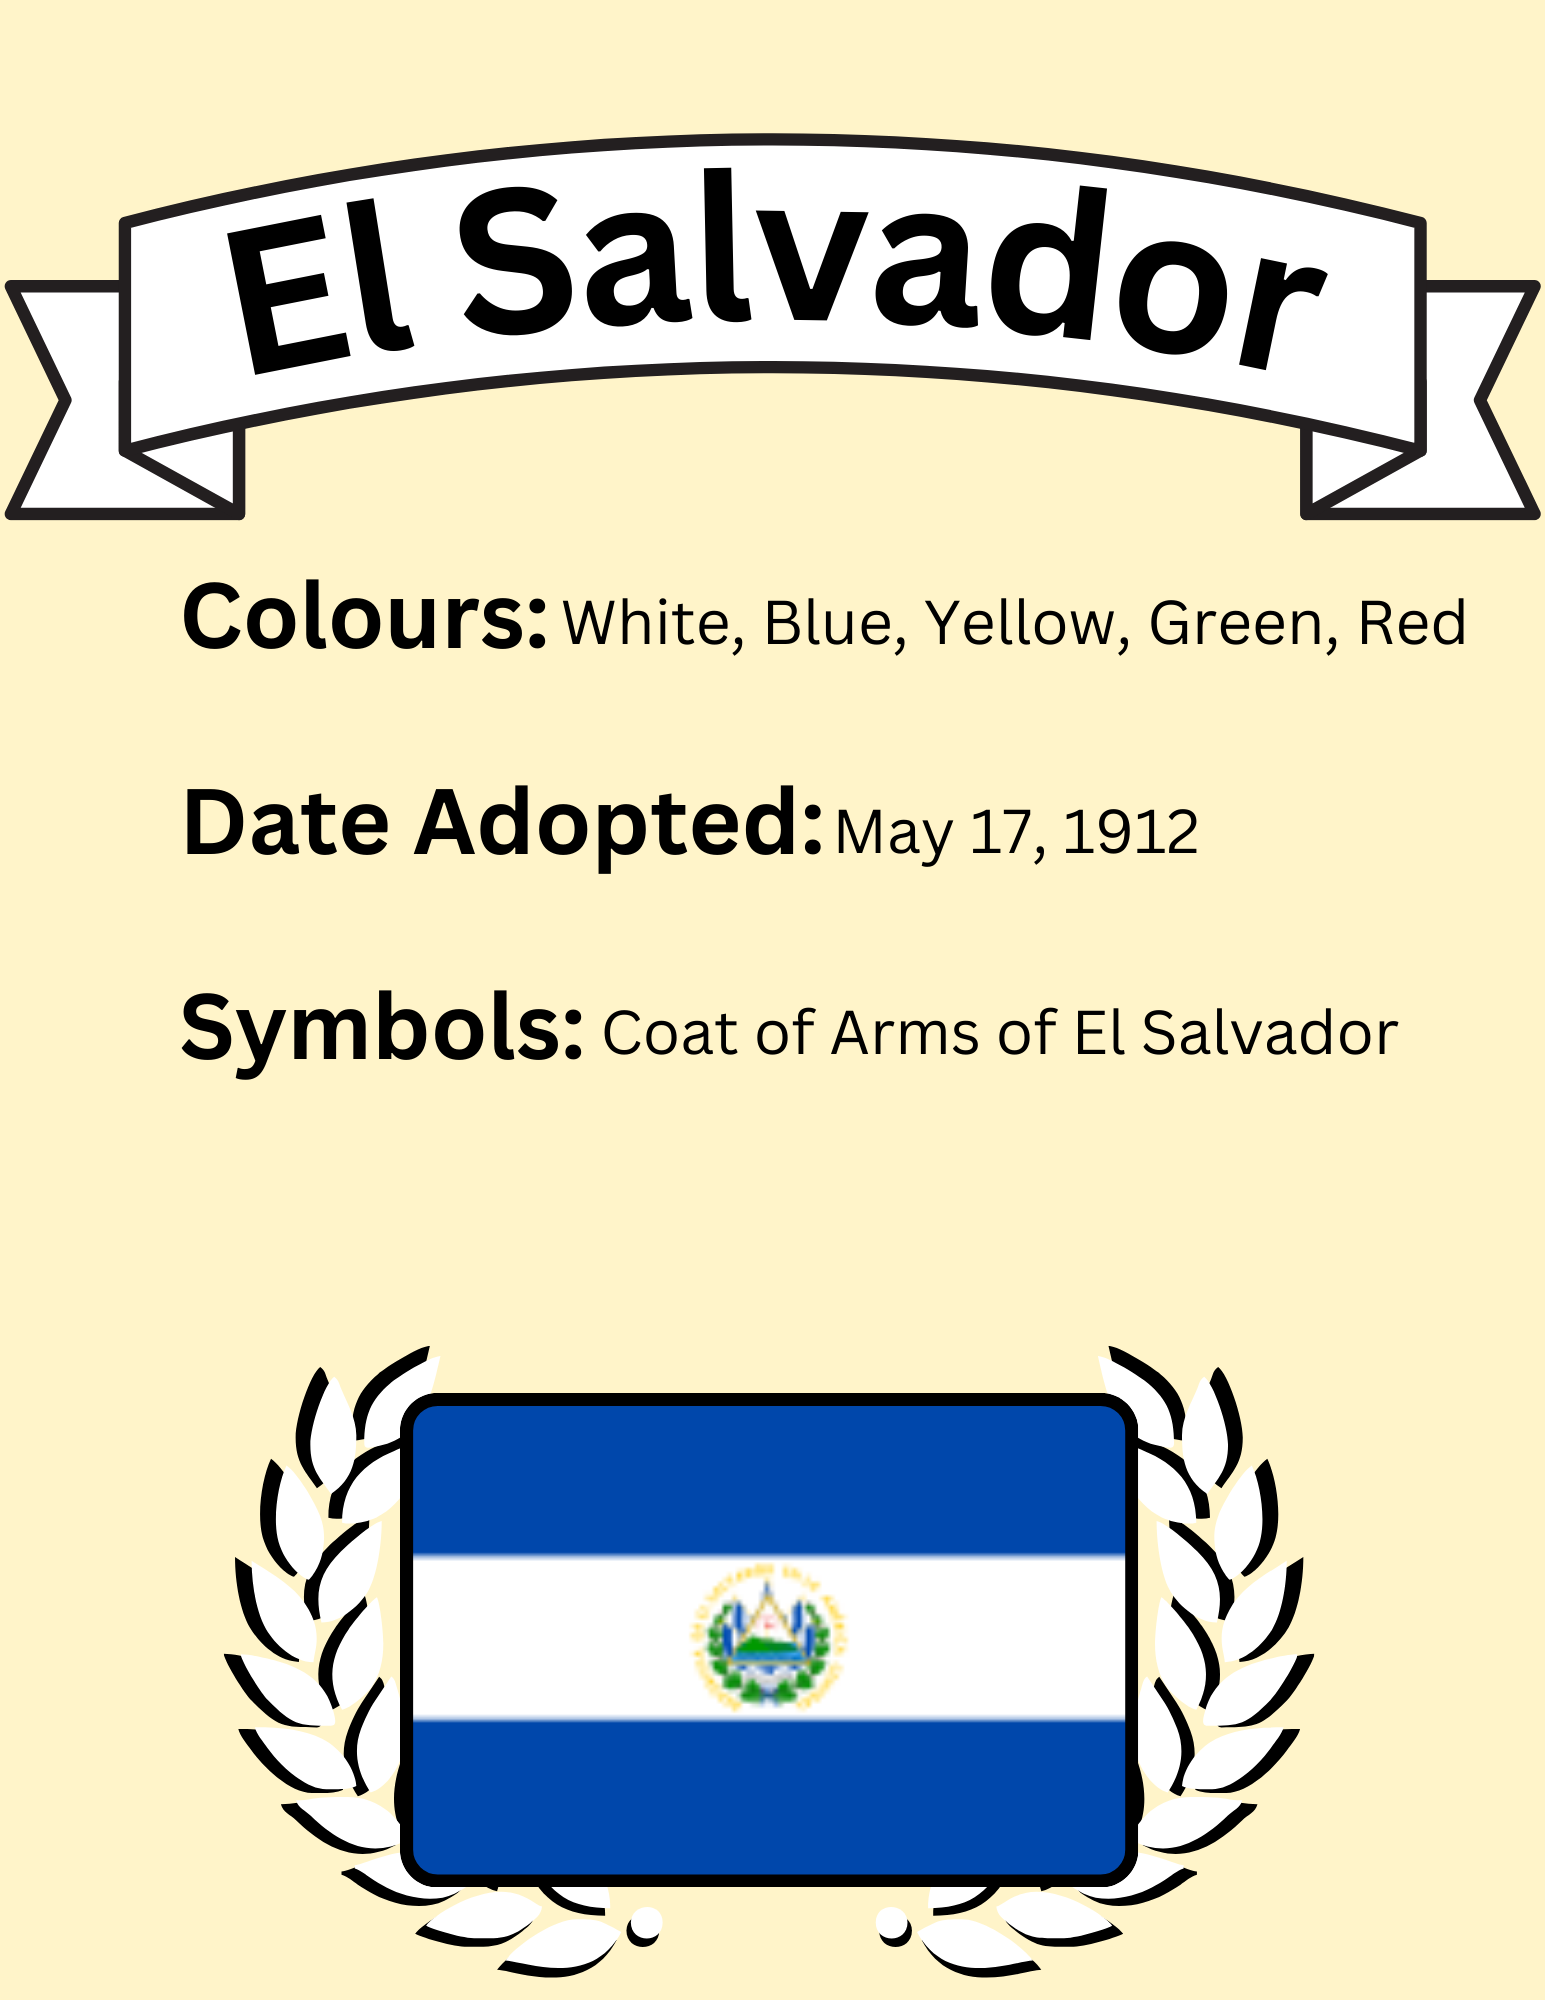 El Salvador
Colours: White, Blue, Yellow, Green, Red
Date Adopted: May 17, 1912
Symbols: Coat of Arms of El Salvador